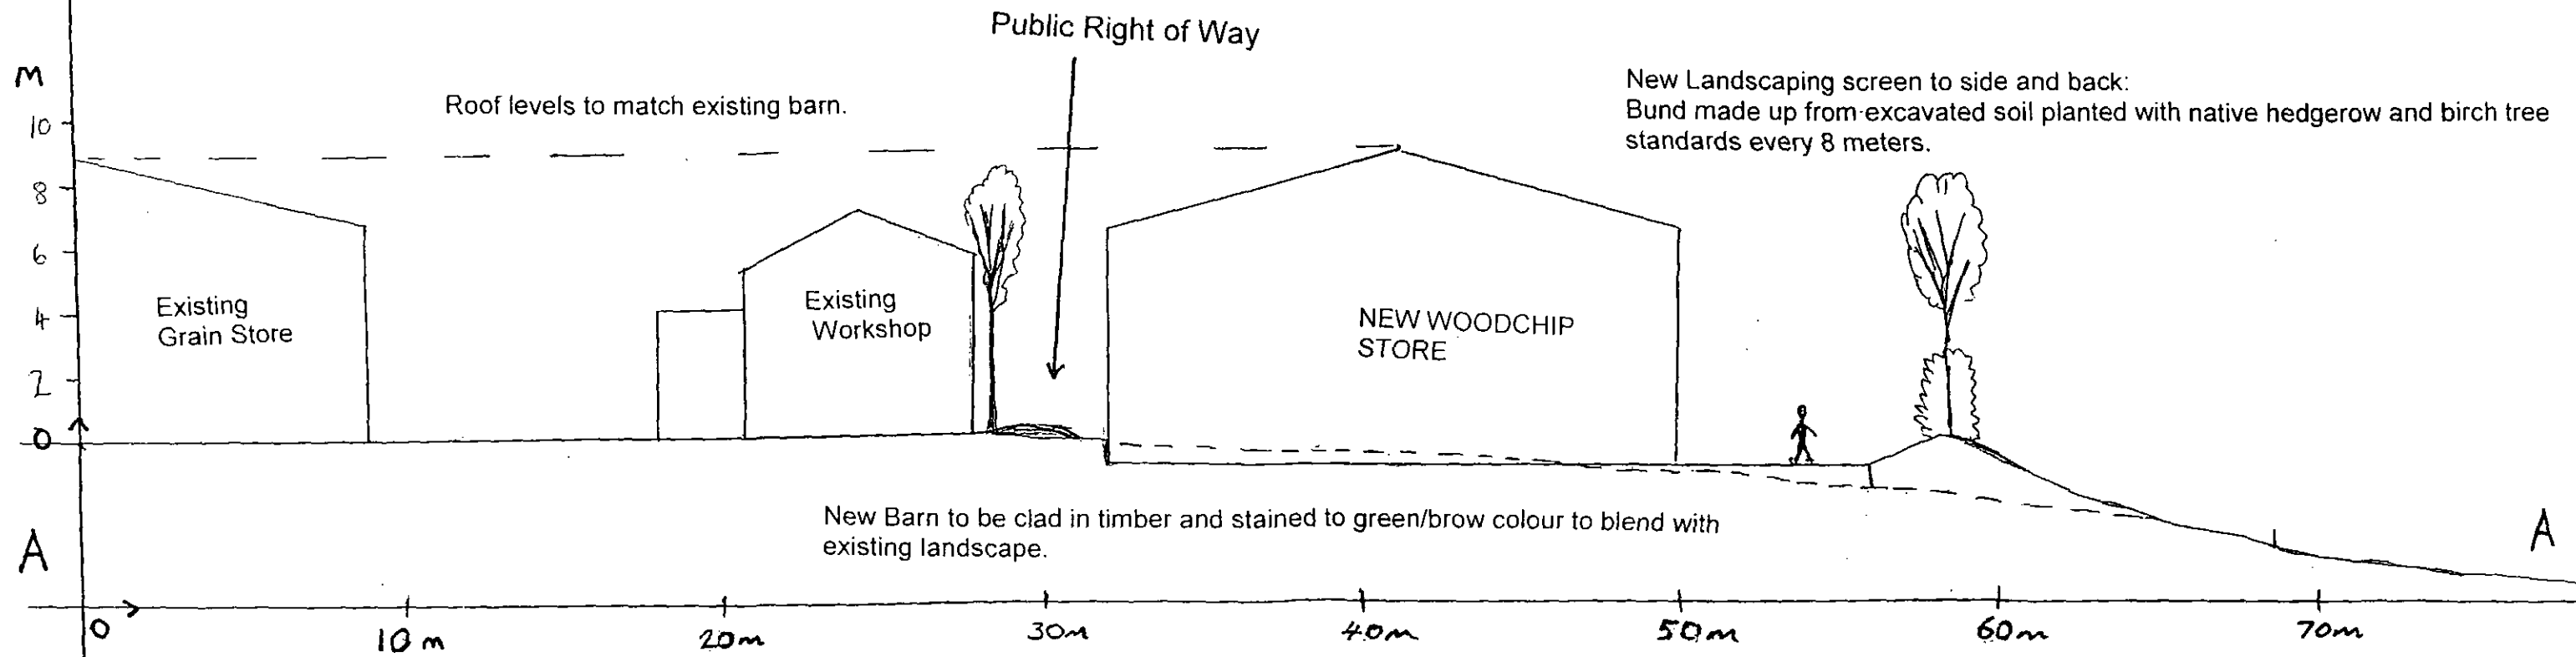 Public Right of Way
m
New Landscaping screen to side and back:
Bund made up from excavated soil planted with native hedgerow and birch tree
standards every 8 meters.
Roof levels to match existing barn.
10
8
6
4
2
0
Existing
Grain Store
Existing
Workshop
NEW WOODCHIP
STORE
New Barn to be clad in timber and stained to green/brow colour to blend with
existing landscape.
A
A
0
10 m
20m
30m
40m
50m
60m
70m